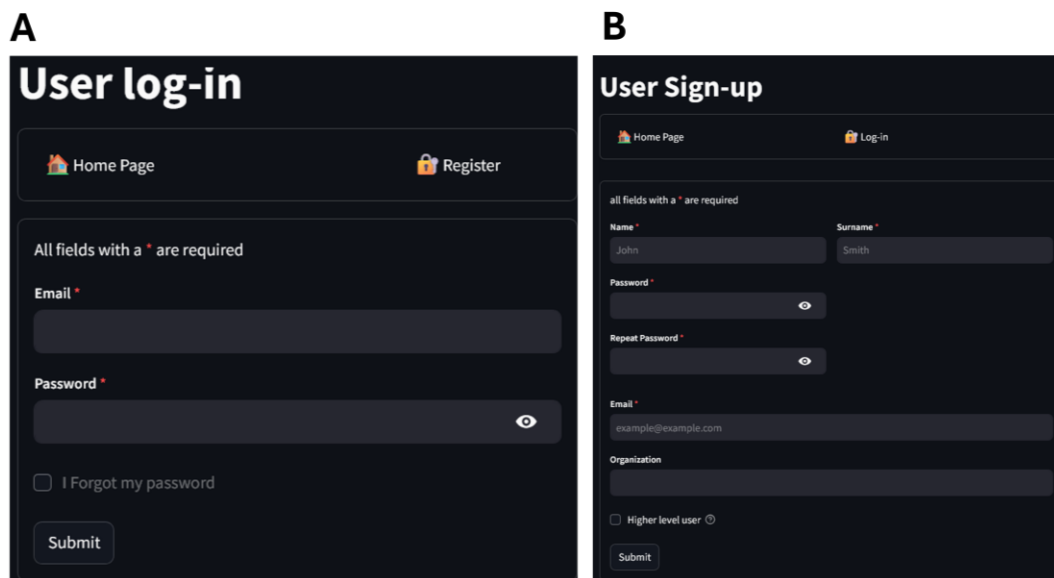 A
User log-in
Home Page
Register
All fields with a * are required
Email *
Password *
I Forgot my password
Submit
B
User Sign-up
Home Page
Log-in
all fields with a * are required
Name *
Surname *
John
Smith
Password *
Repeat Password *
Email *
example@example.com
Organization
Higher level user ?
Submit